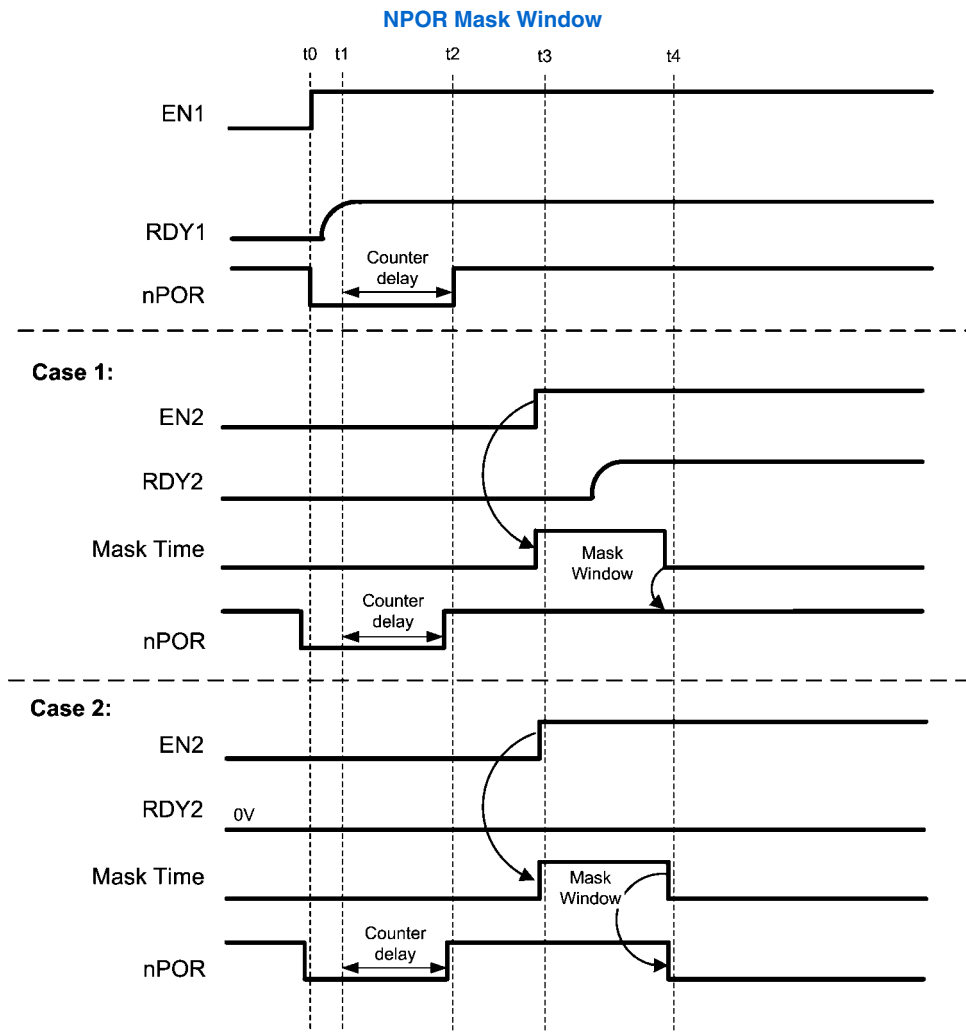 NPOR Mask Window
t0 t1 t2 t3 t4
EN1
RDY1
Counter
delay
nPOR
Case 1:
EN2
RDY2
Mask Time
Mask
Window
Counter
delay
nPOR
Case 2:
EN2
RDY2
0V
Mask Time
Mask
Window
Counter
delay
nPOR